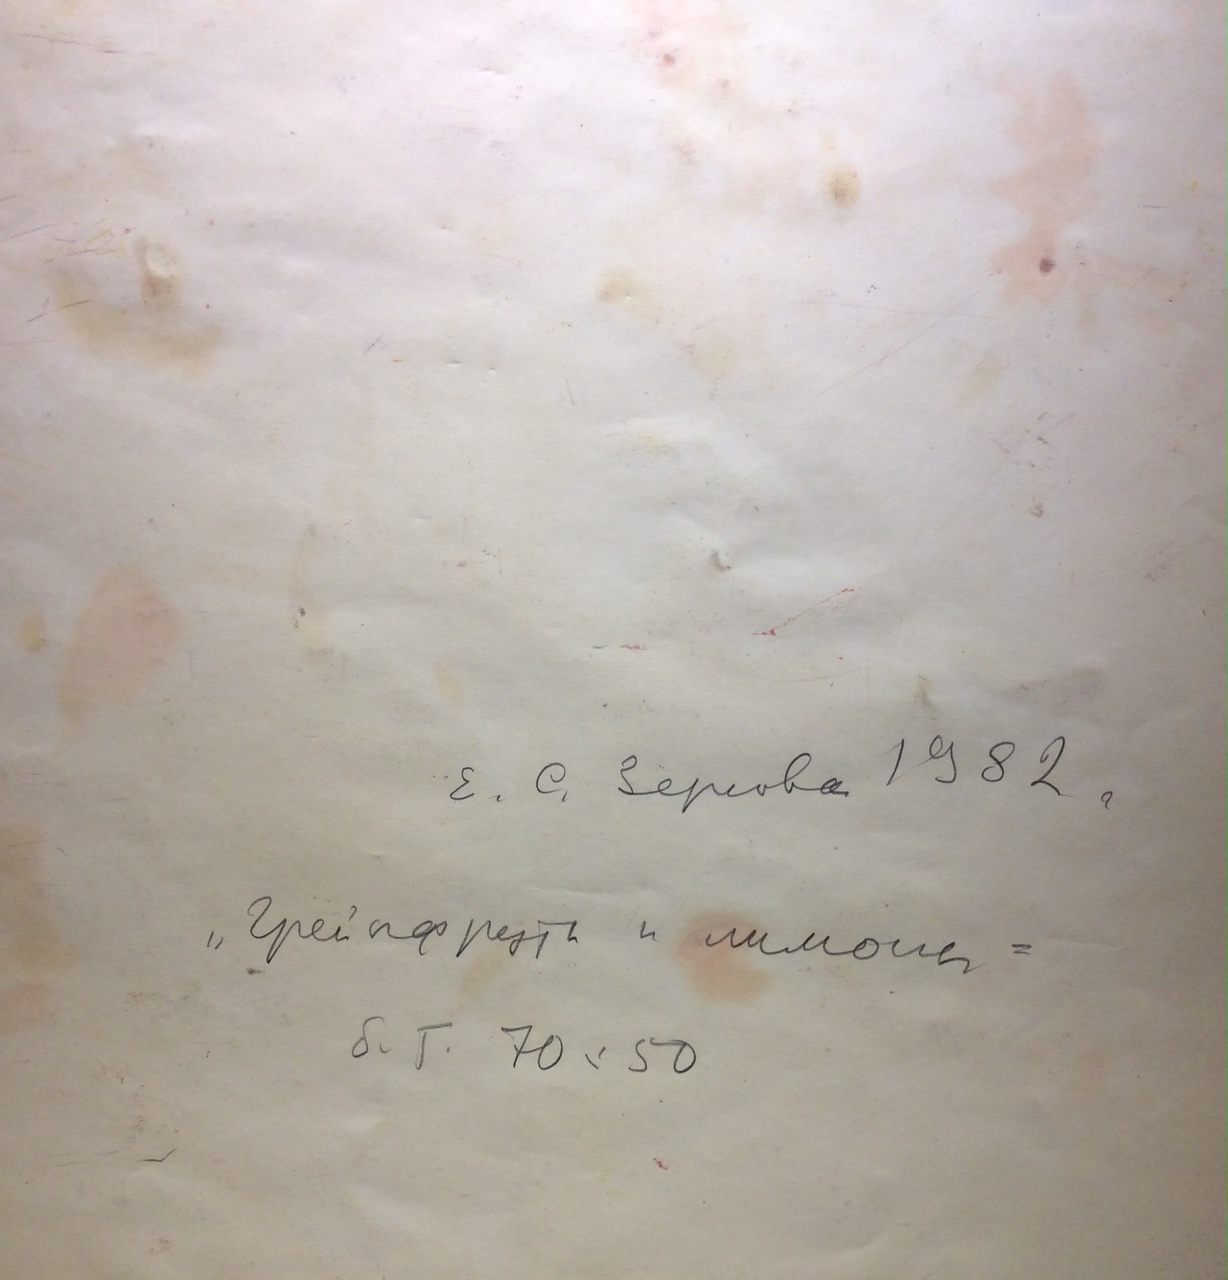 Е. С. Зернова 1982.
„Грейпфруты и лимоны"
б. Г. 70 x 50